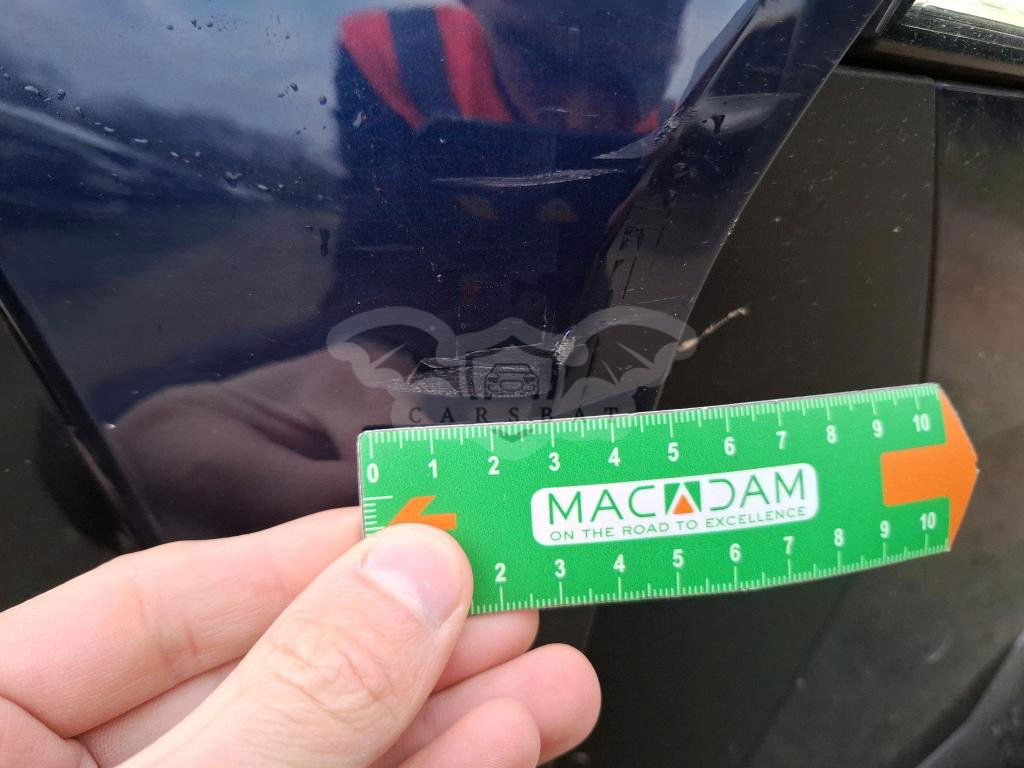 CARSBAT
0 1 2 3 4 5 6 7 8 9 10
MACADAM
ON THE ROAD TO EXCELLENCE
2 3 4 5 6 7 8 9 10